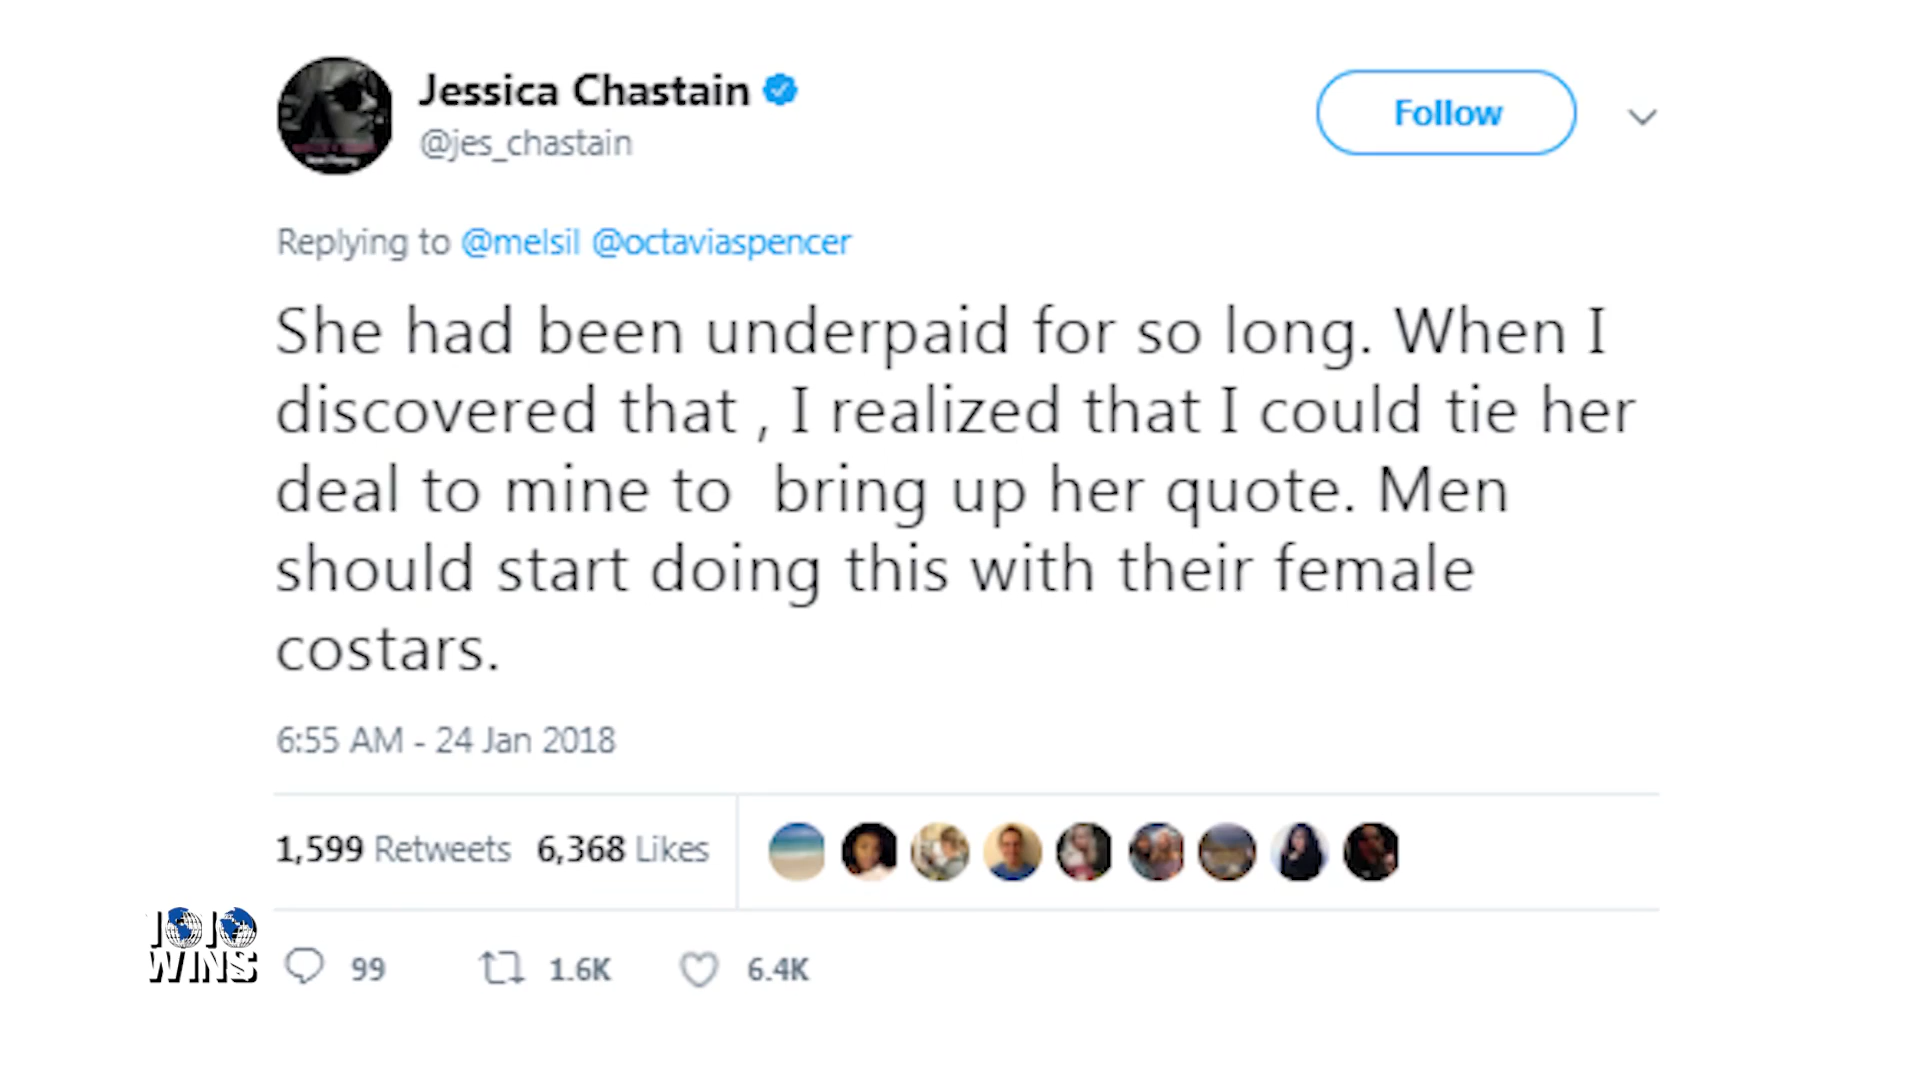 Jessica Chastain
@jes_chastain
Follow
Replying to @melsil @octaviaspencer
She had been underpaid for so long. When I
discovered that , I realized that I could tie her
deal to mine to  bring up her quote. Men
should start doing this with their female
costars.
6:55 AM - 24 Jan 2018
1,599 Retweets 6,368 Likes
1010
WINS
99 1.6K 6.4K